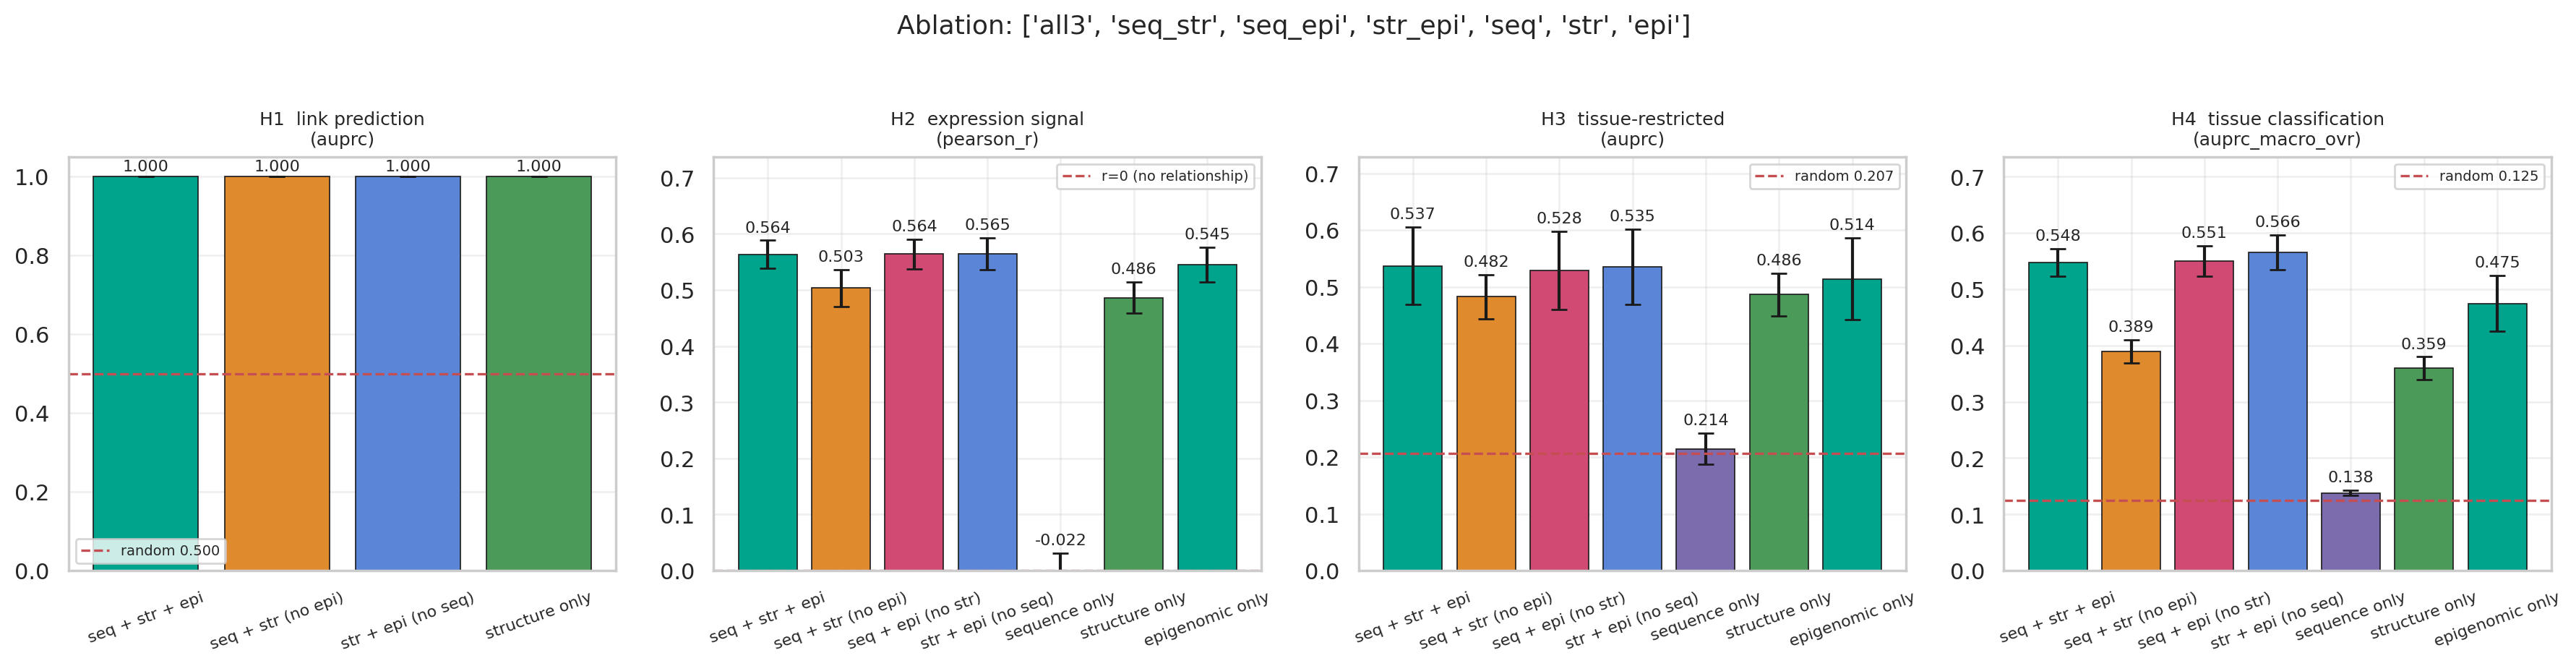 Ablation: ['all3', 'seq_str', 'seq_epi', 'str_epi', 'seq', 'str', 'epi']
H1  link prediction
(auprc)
1.0
0.8
0.6
0.4
0.2
0.0
1.000
1.000
1.000
1.000
random 0.500
seq + str + epi
seq + str (no epi)
str + epi (no seq)
structure only
H2  expression signal
(pearson_r)
0.7
0.6
0.5
0.4
0.3
0.2
0.1
0.0
r=0 (no relationship)
0.564
0.503
0.564
0.565
-0.022
0.486
0.545
seq + str + epi
seq + str (no epi)
seq + epi (no str)
str + epi (no seq)
sequence only
structure only
epigenomic only
H3  tissue-restricted
(auprc)
0.7
0.6
0.5
0.4
0.3
0.2
0.1
0.0
random 0.207
0.537
0.482
0.528
0.535
0.214
0.486
0.514
seq + str + epi
seq + str (no epi)
seq + epi (no str)
str + epi (no seq)
sequence only
structure only
epigenomic only
H4  tissue classification
(auprc_macro_ovr)
0.7
0.6
0.5
0.4
0.3
0.2
0.1
0.0
random 0.125
0.548
0.389
0.551
0.566
0.138
0.359
0.475
seq + str + epi
seq + str (no epi)
seq + epi (no str)
str + epi (no seq)
sequence only
structure only
epigenomic only